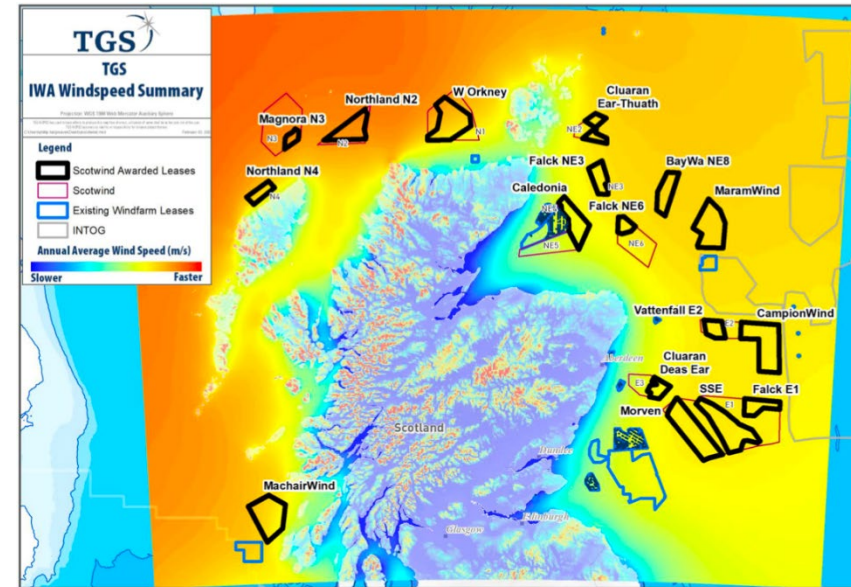 TGS
TGS
IWA Windspeed Summary
Legend
Scotwind Awarded Leases
Scotwind
Existing Windfarm Leases
INTOG
Annual Average Wind Speed (m/s)
Slower
Faster
Magnora N3
N3
Northland N2
N2
W Orkney
N1
Cluaran
Ear-Thuath
NE2
Northland N4
N4
Falck NE3
NE3
BayWa NE8
MaramWind
Caledonia
NE4
NE5
Falck NE6
NE6
Vattenfall E2
E2
CampionWind
Aberdeen
Cluaran
Deas Ear
E3
SSE
E1
Falck E1
Morven
Scotland
Dundee
MachairWind
Edinburgh
Glasgow